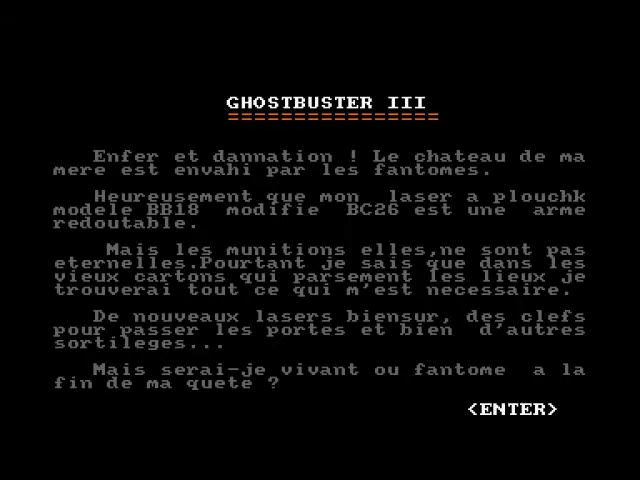 GHOSTBUSTER III
================
Enfer et dannation ! Le chateau de ma
mere est envahi par les fantomes.
Heureusement que mon laser a plouchk
modele BB18 modifie BC26 est une arme
redoutable.
Mais les munitions elles,ne sont pas
eternelles.Pourtant je sais que dans les
vieux cartons qui parsement les lieux je
trouverai tout ce qui m'est necessaire.
De nouveaux lasers biensur, des clefs
pour passer les portes et bien d'autres
sortileges...
Mais serai-je vivant ou fantome a la
fin de ma quete ?
<ENTER>